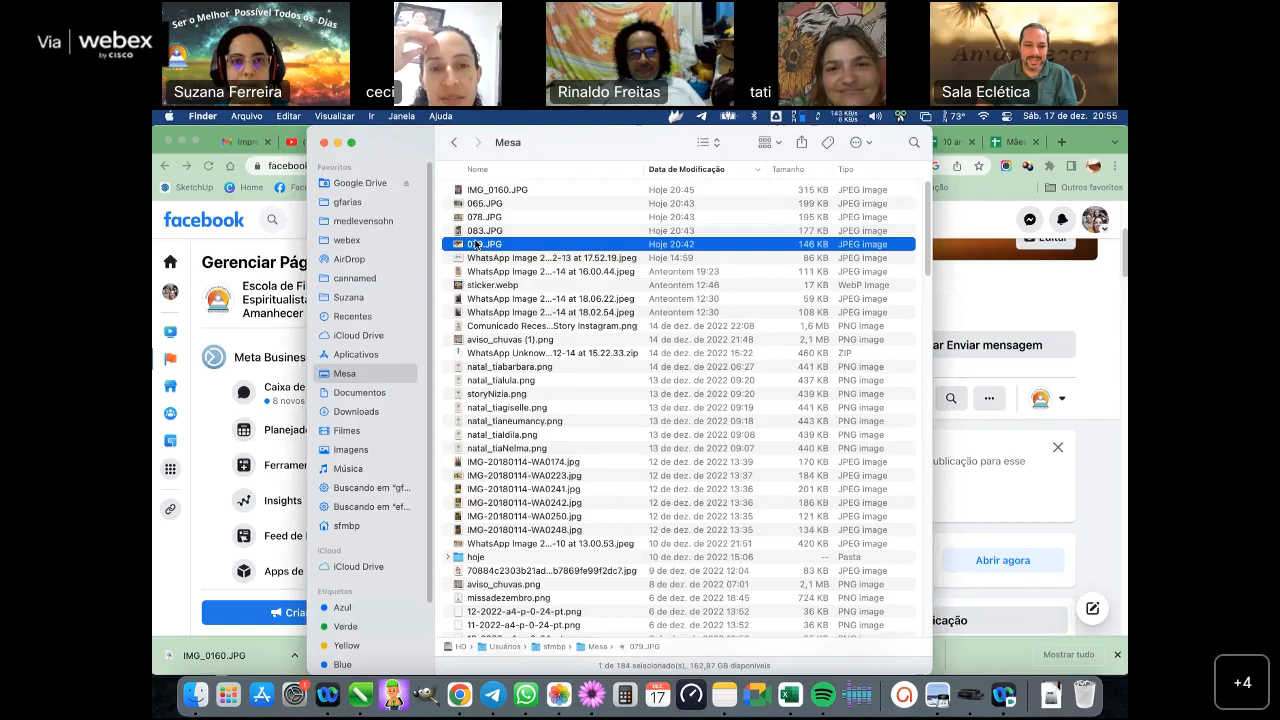 Via webex by CISCO
Ser o Melhor Possível Todos os Dias
Suzana Ferreira
ceci
Rinaldo Freitas
tati
Amanhecer
Sala Eclética
Finder Arquivo Editar Visualizar Ir Janela Ajuda
73° Sáb. 17 de dez. 20:55
Impre
Mesa
10 an
Mães
facebook
SketchUp Home Face
Outros favoritos
facebook
Gerenciar Pág
Escola de Fi
Espiritualist
Amanhecer
Meta Busines
Caixa de
8 novos
Planejad
Ferramer
Insights
Feed de
Apps de
Cria
Favoritos
Google Drive
gfarias
medlevensohn
webex
AirDrop
cannamed
Suzana
Recentes
iCloud Drive
Aplicativos
Mesa
Documentos
Downloads
Filmes
Imagens
Música
Buscando em "gf...
Buscando em "ef...
sfmbp
iCloud
iCloud Drive
Etiquetas
Azul
Verde
Yellow
Blue
Nome Data de Modificação Tamanho Tipo
IMG_0160.JPG Hoje 20:45 315 KB JPEG image
065.JPG Hoje 20:43 199 KB JPEG image
078.JPG Hoje 20:43 195 KB JPEG image
083.JPG Hoje 20:43 177 KB JPEG image
079.JPG Hoje 20:42 146 KB JPEG image
WhatsApp Image 2...2-13 at 17.52.19.jpeg Hoje 14:59 86 KB JPEG image
WhatsApp Image 2...-14 at 16.00.44.jpeg Anteontem 19:23 111 KB JPEG image
sticker.webp Anteontem 12:46 17 KB WebP Image
WhatsApp Image 2...-14 at 18.06.22.jpeg Anteontem 12:30 59 KB JPEG image
WhatsApp Image 2...-14 at 18.02.54.jpeg Anteontem 12:30 108 KB JPEG image
Comunicado Reces...Story Instagram.png 14 de dez. de 2022 22:08 1,6 MB PNG image
aviso_chuvas (1).png 14 de dez. de 2022 21:48 2,1 MB PNG image
WhatsApp Unknow...12-14 at 15.22.33.zip 14 de dez. de 2022 15:22 460 KB ZIP
natal_tiabarbara.png 14 de dez. de 2022 06:27 441 KB PNG image
natal_tialula.png 13 de dez. de 2022 09:20 437 KB PNG image
storyNizia.png 13 de dez. de 2022 09:20 439 KB PNG image
natal_tiagiselle.png 13 de dez. de 2022 09:19 441 KB PNG image
natal_tianeumancy.png 13 de dez. de 2022 09:18 443 KB PNG image
natal_tialdila.png 13 de dez. de 2022 09:08 439 KB PNG image
natal_tiaNelma.png 13 de dez. de 2022 09:07 440 KB PNG image
IMG-20180114-WA0174.jpg 12 de dez. de 2022 13:39 170 KB JPEG image
IMG-20180114-WA0223.jpg 12 de dez. de 2022 13:37 184 KB JPEG image
IMG-20180114-WA0241.jpg 12 de dez. de 2022 13:36 201 KB JPEG image
IMG-20180114-WA0242.jpg 12 de dez. de 2022 13:36 186 KB JPEG image
IMG-20180114-WA0250.jpg 12 de dez. de 2022 13:35 121 KB JPEG image
IMG-20180114-WA0248.jpg 12 de dez. de 2022 13:35 134 KB JPEG image
WhatsApp Image 2...-10 at 13.00.53.jpeg 10 de dez. de 2022 21:51 420 KB JPEG image
hoje 10 de dez. de 2022 15:06 -- Pasta
70884c2303b21ad...b7869fe99f2dc7.jpg 9 de dez. de 2022 12:04 83 KB JPEG image
aviso_chuvas.png 8 de dez. de 2022 07:01 2,1 MB PNG image
missadezembro.png 6 de dez. de 2022 18:45 724 KB PNG image
12-2022-a4-p-0-24-pt.png 6 de dez. de 2022 13:52 36 KB PNG image
11-2022-a4-p-0-24-pt.png 6 de dez. de 2022 13:52 36 KB PNG image
HD › Usuários › sfmbp › Mesa › 079.JPG
1 de 184 selecionado(s), 162,87 GB disponíveis
Editar
ar Enviar mensagem
publicação para esse
Abrir agora
icação
IMG_0160.JPG
Mostrar tudo
DEZ
17
+4